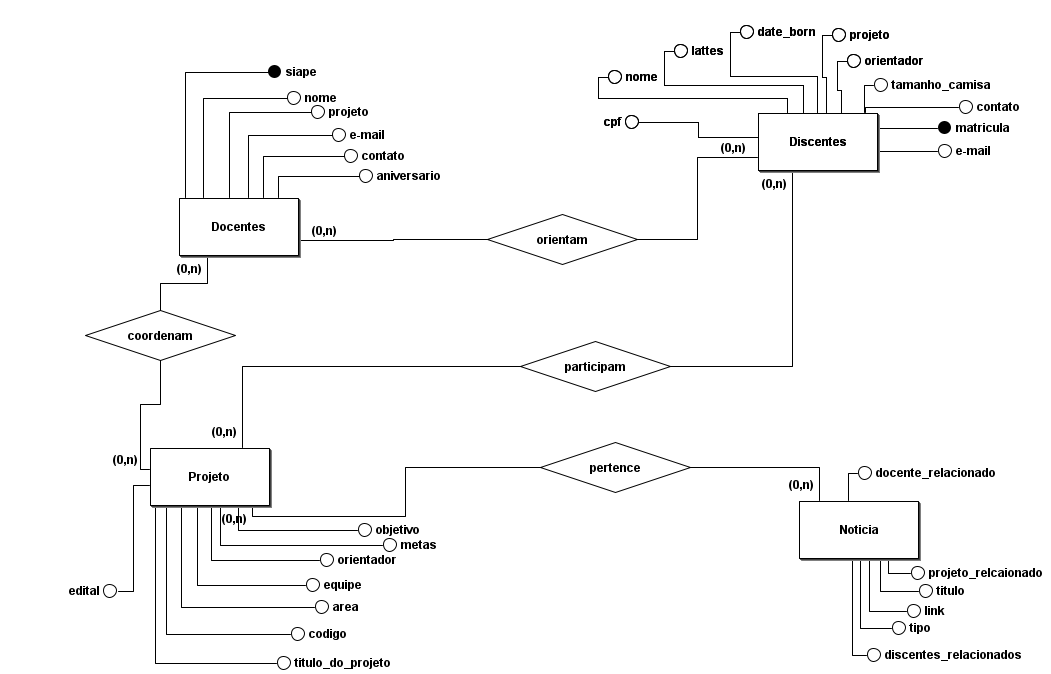 date_born
projeto
lattes
orientador
siape
nome
tamanho_camisa
nome
contato
projeto
cpf
matricula
e-mail
Discentes
(0,n)
e-mail
contato
aniversario
(0,n)
Docentes
(0,n)
orientam
(0,n)
coordenam
participam
(0,n)
(0,n)
pertence
Projeto
docente_relacionado
(0,n)
(0,n)
Noticia
objetivo
metas
orientador
projeto_relcaionado
edital
equipe
titulo
area
link
tipo
codigo
discentes_relacionados
titulo_do_projeto